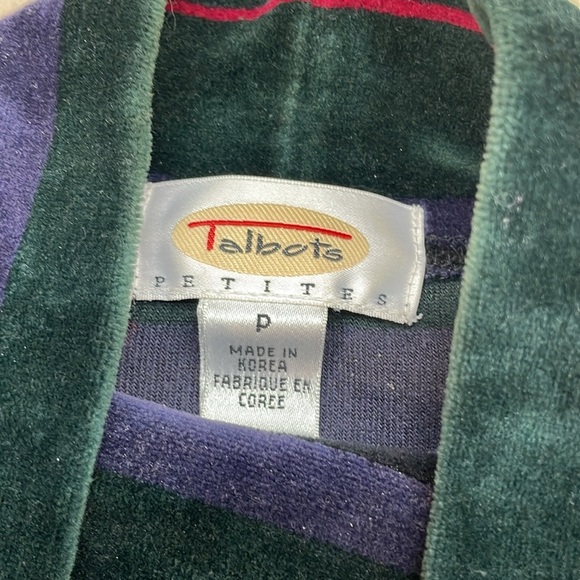 Talbots
PETITES
P
MADE IN
KOREA
FABRIQUE EN
COREE